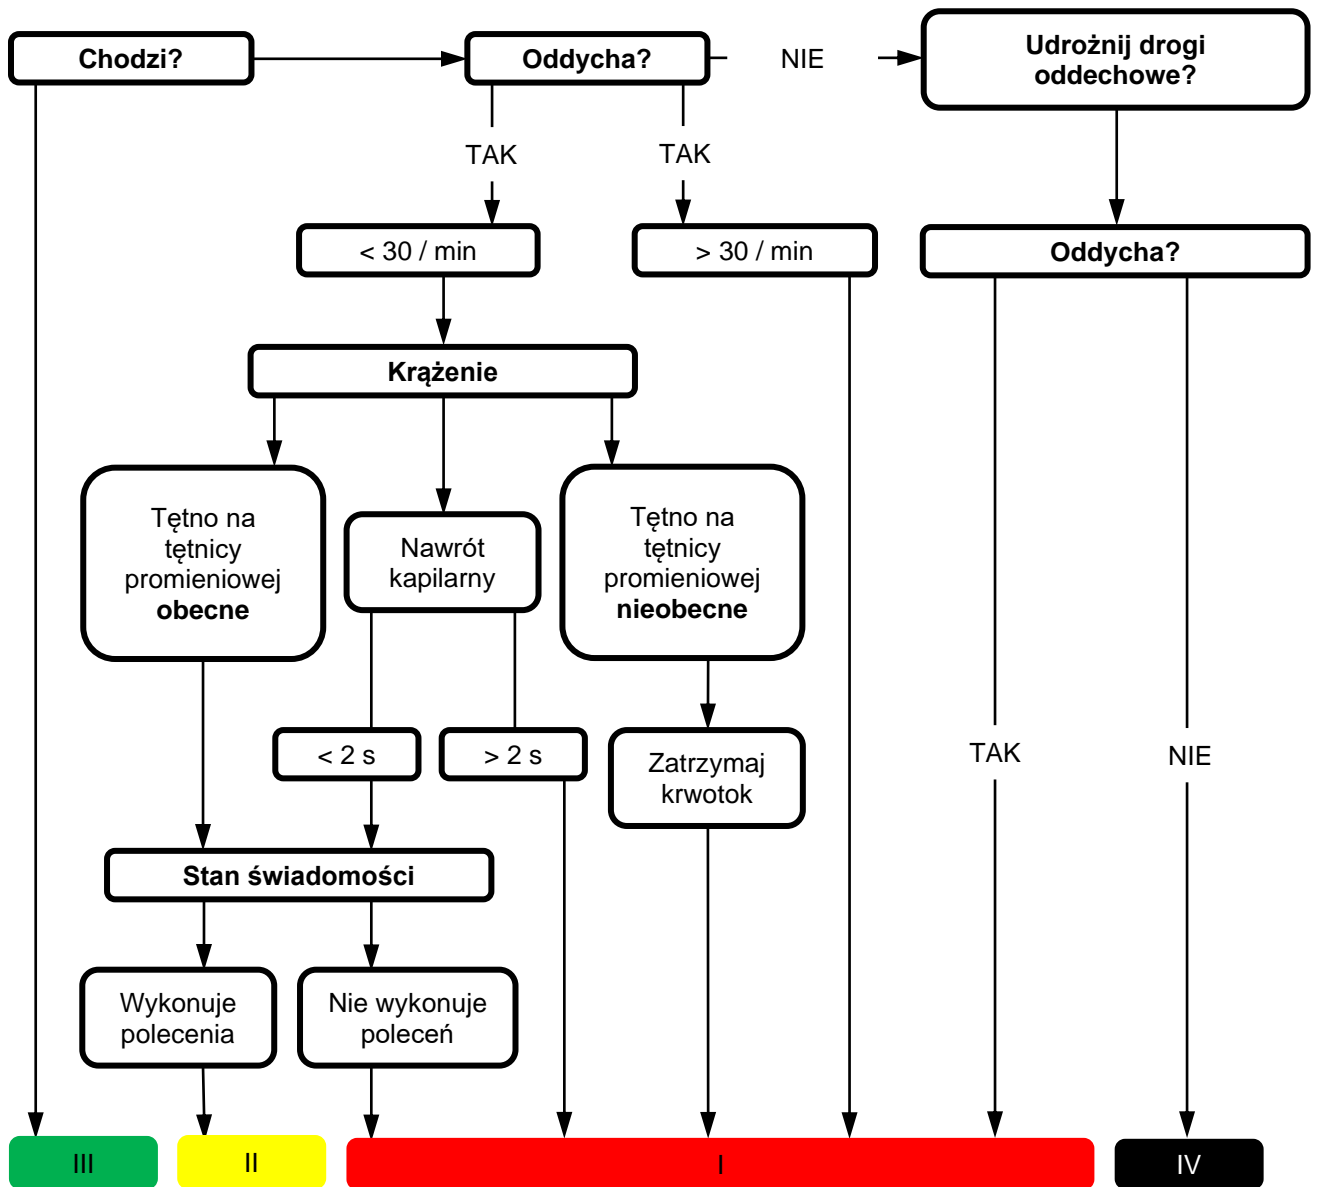 Chodzi?
Oddycha?
NIE
Udrożnij drogi
oddechowe?
TAK
TAK
< 30 / min
> 30 / min
Oddycha?
Krążenie
Tętno na
tętnicy
promieniowej
obecne
Nawrót
kapilarny
Tętno na
tętnicy
promieniowej
nieobecne
< 2 s
> 2 s
Zatrzymaj
krwotok
TAK
NIE
Stan świadomości
Wykonuje
polecenia
Nie wykonuje
poleceń
III
II
I
IV